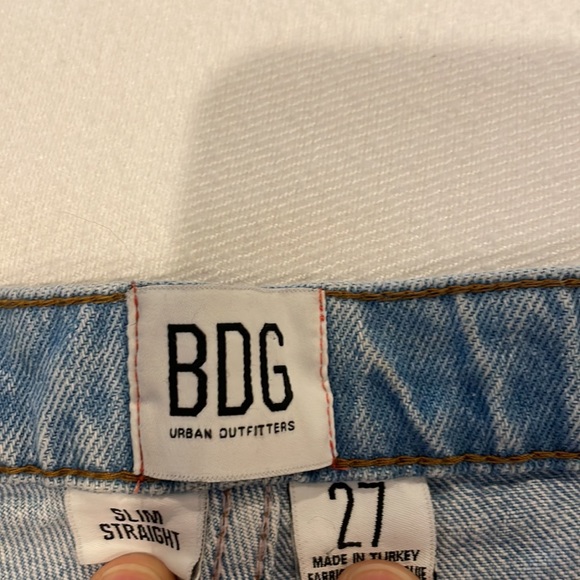 BDG
URBAN OUTFITTERS
SLIM
STRAIGHT
27
MADE IN TURKEY